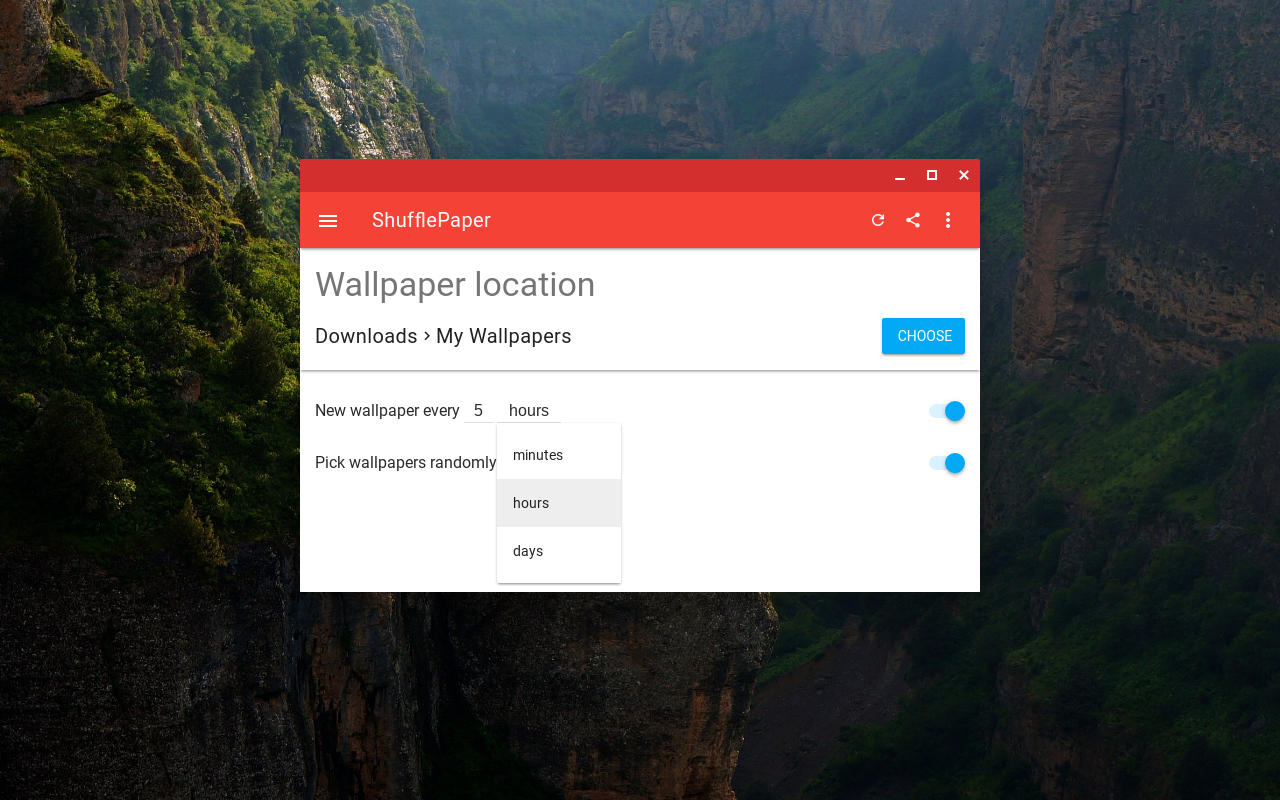 ShufflePaper
Wallpaper location
Downloads › My Wallpapers
CHOOSE
New wallpaper every 5 hours
Pick wallpapers randomly
minutes
hours
days